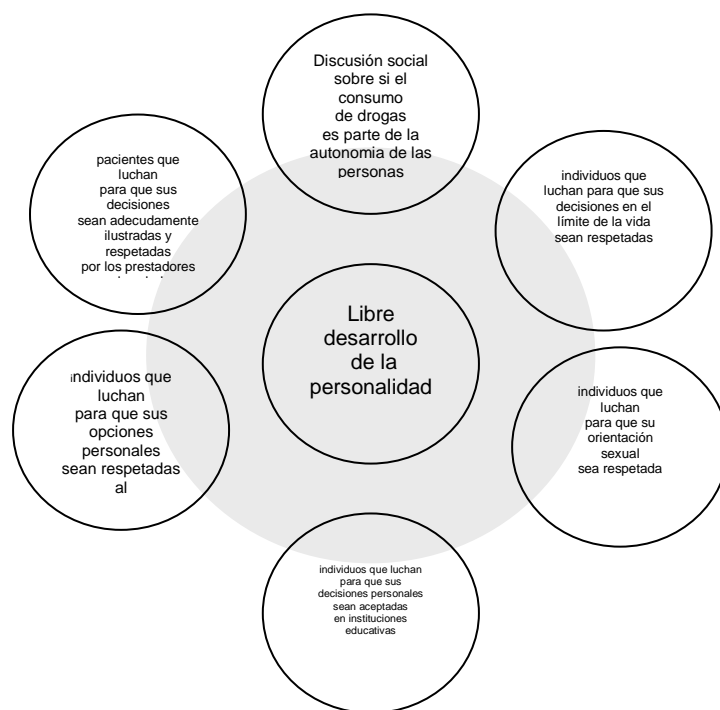 Discusión social
sobre si el
consumo
de drogas
es parte de la
autonomia de las
personas
pacientes que
luchan
para que sus
decisiones
sean adecudamente
ilustradas y
respetadas
por los prestadores
individuos que
luchan para que sus
decisiones en el
límite de la vida
sean respetadas
Libre
desarrollo
de la
personalidad
individuos que
luchan
para que sus
opciones
personales
sean respetadas
al
individuos que
luchan
para que su
orientación
sexual
sea respetada
individuos que luchan
para que sus
decisiones personales
sean aceptadas
en instituciones
educativas